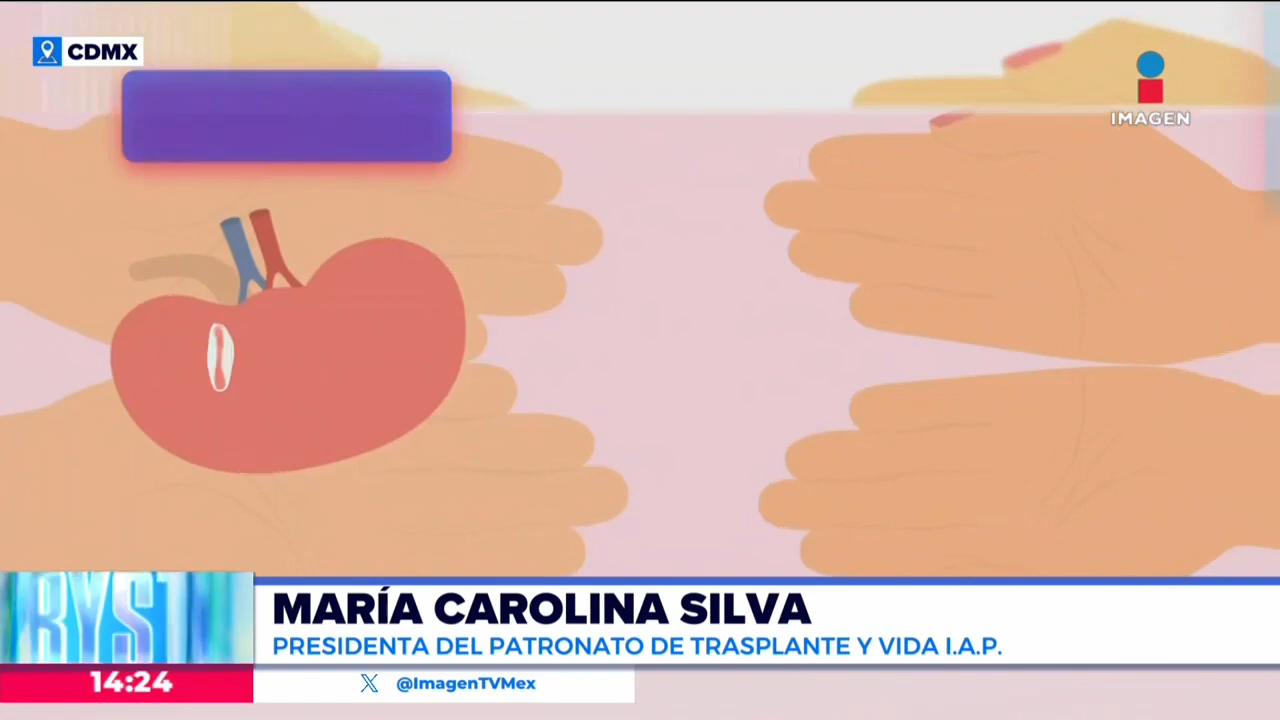 CDMX
IMAGEN
MARÍA CAROLINA SILVA
PRESIDENTA DEL PATRONATO DE TRASPLANTE Y VIDA I.A.P.
14:24
@ImagenTVMex